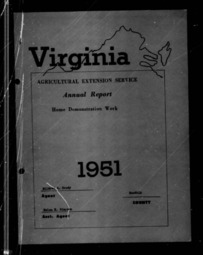 Virginia
AGRICULTURAL EXTENSION SERVICE
Annual Report
Home Demonstration Work
1951
Agent
COUNTY
Asst. Agent